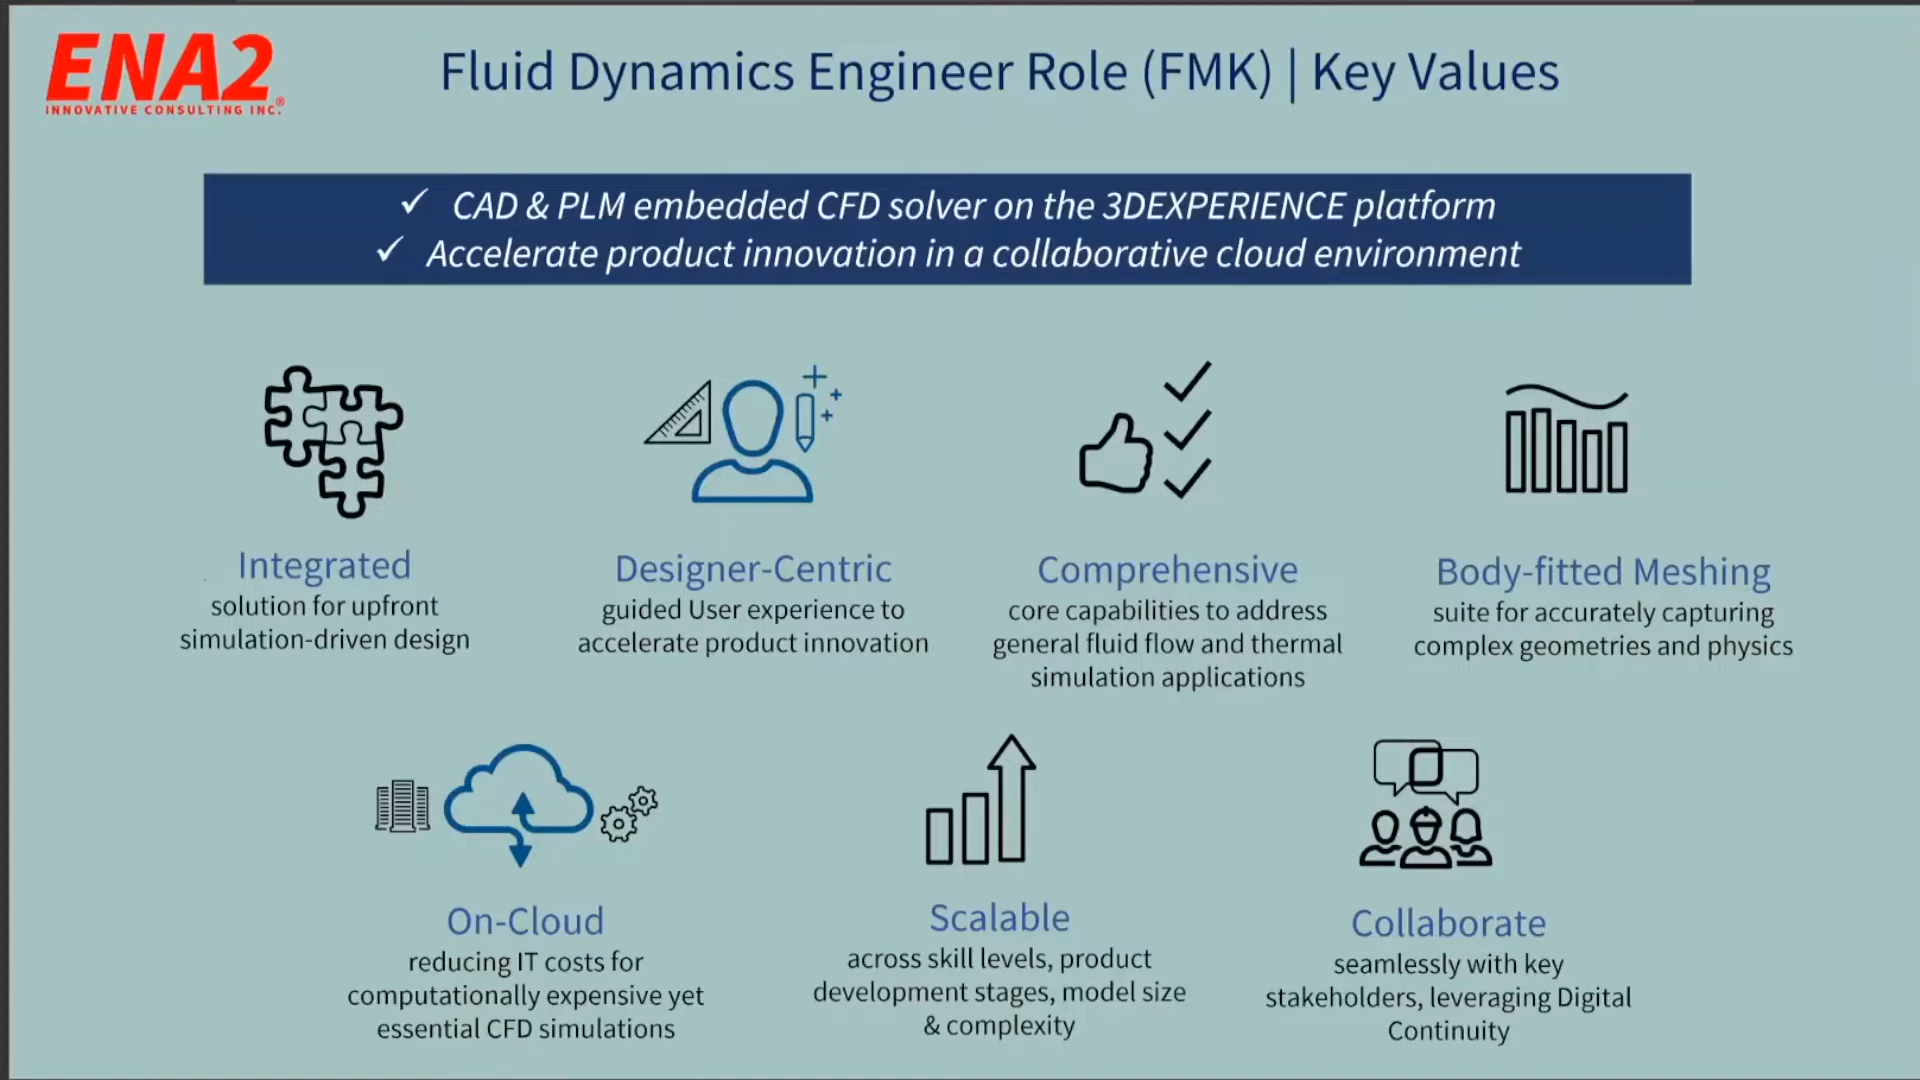 ENA2
INNOVATIVE CONSULTING INC.®
Fluid Dynamics Engineer Role (FMK) | Key Values
✓ CAD & PLM embedded CFD solver on the 3DEXPERIENCE platform
✓ Accelerate product innovation in a collaborative cloud environment
Integrated
solution for upfront
simulation-driven design
Designer-Centric
guided User experience to
accelerate product innovation
Comprehensive
core capabilities to address
general fluid flow and thermal
simulation applications
Body-fitted Meshing
suite for accurately capturing
complex geometries and physics
On-Cloud
reducing IT costs for
computationally expensive yet
essential CFD simulations
Scalable
across skill levels, product
development stages, model size
& complexity
Collaborate
seamlessly with key
stakeholders, leveraging Digital
Continuity